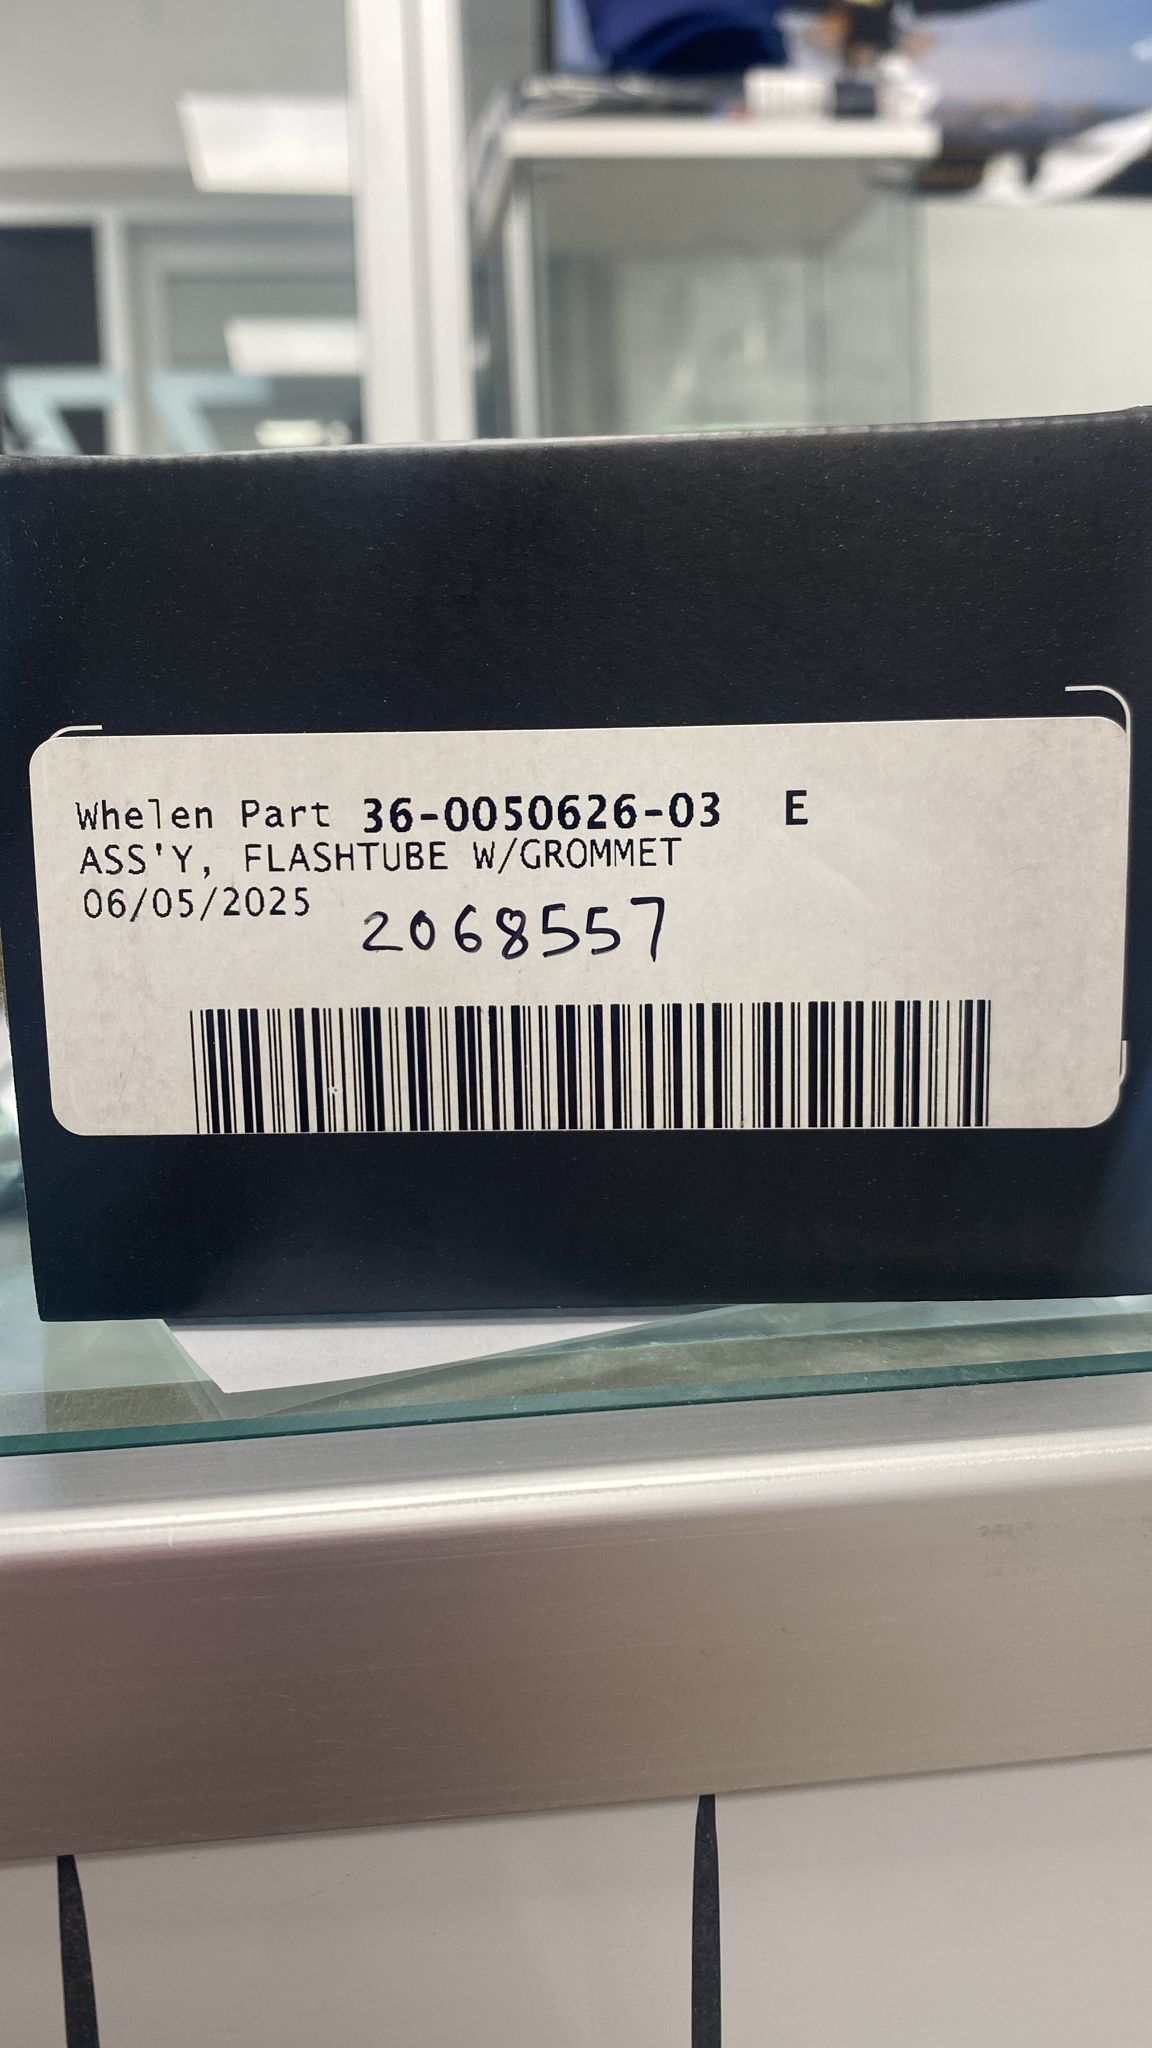 Whelen Part 36-0050626-03 E
ASS'Y, FLASHTUBE W/GROMMET
06/05/2025
2068557